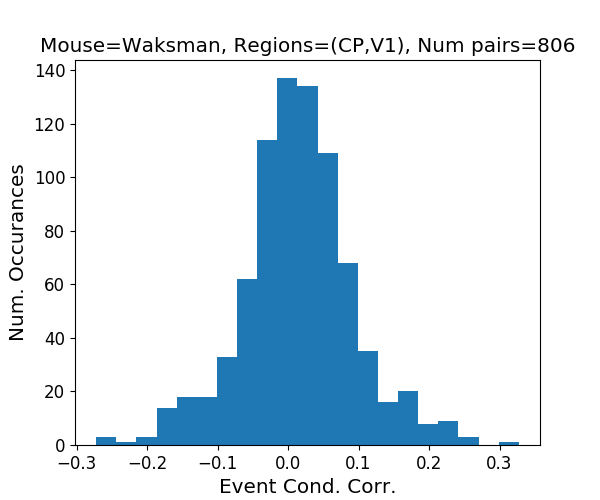 Mouse=Waksman, Regions=(CP,V1), Num pairs=806
140
120
100
80
60
40
20
0
Num. Occurances
−0.3 −0.2 −0.1 0.0 0.1 0.2 0.3
Event Cond. Corr.